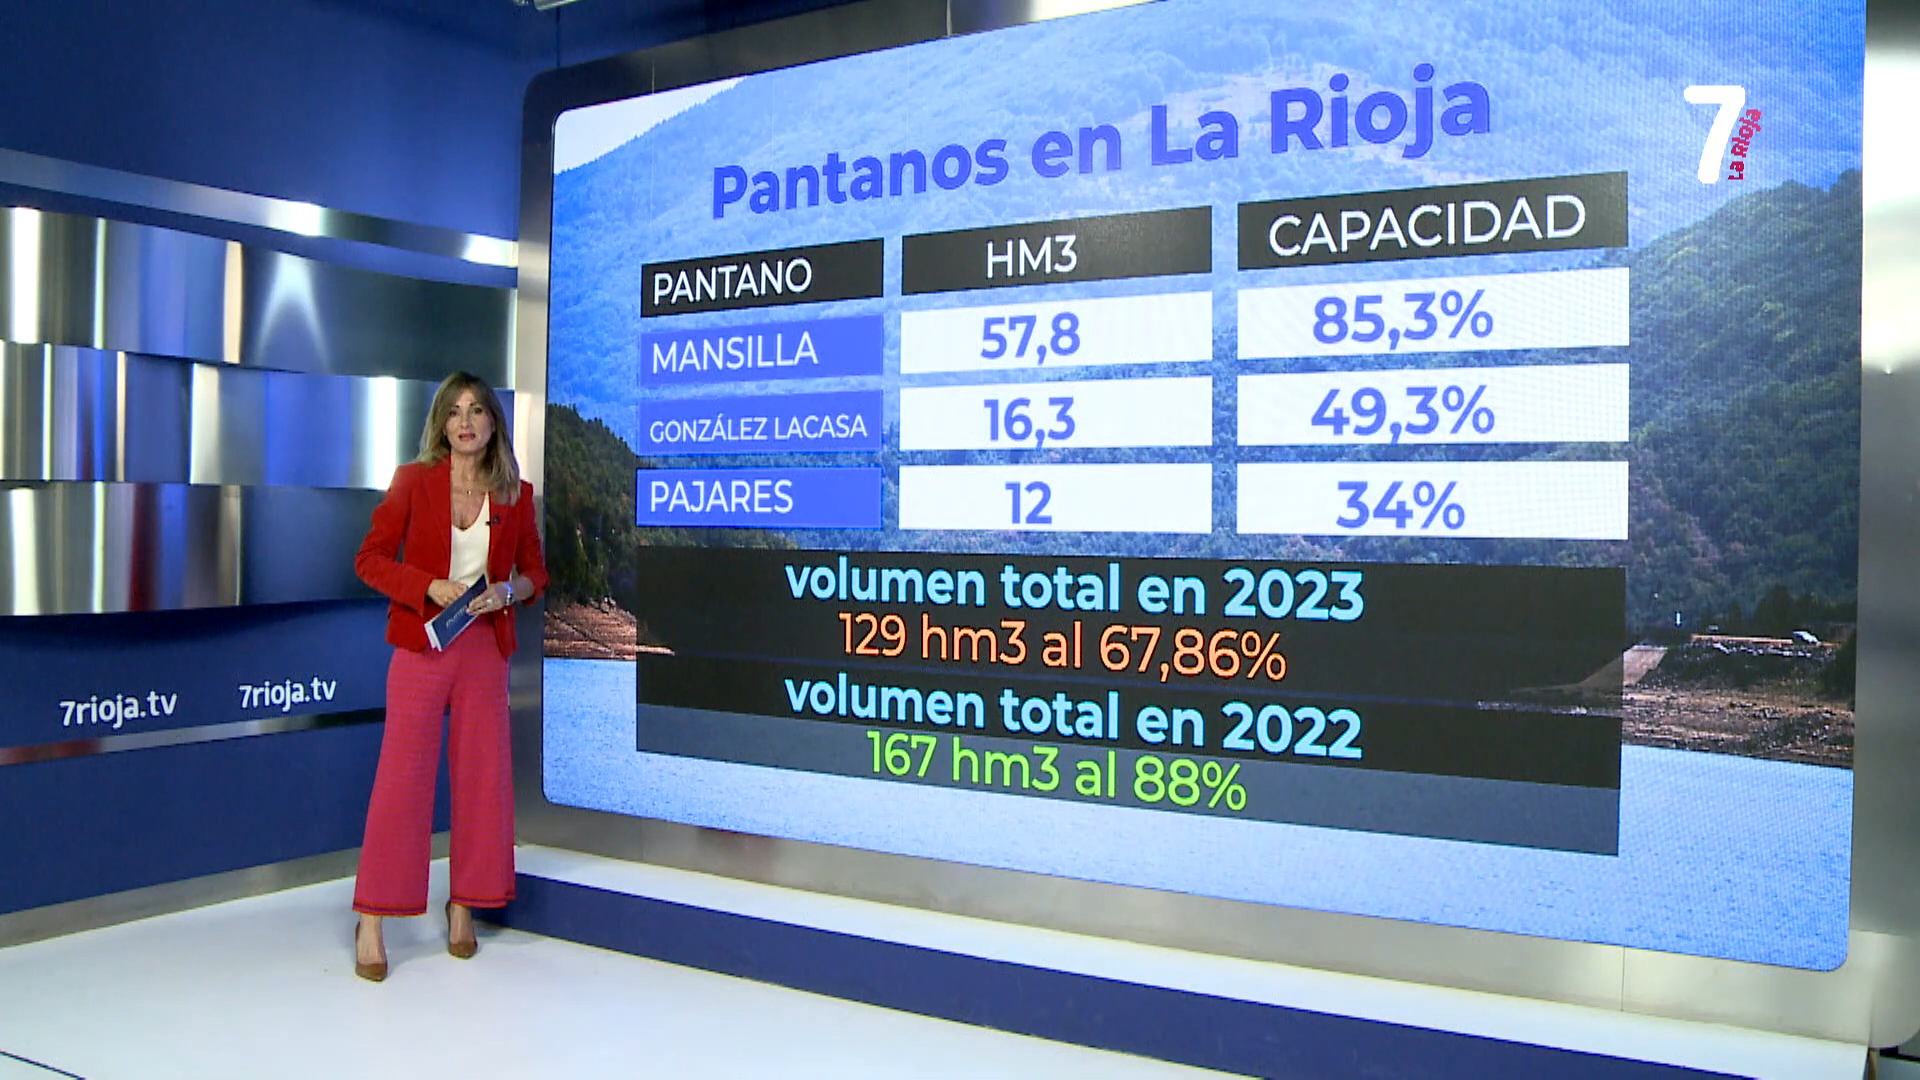 Pantanos en La Rioja
7
LA RIOJA
PANTANO HM3 CAPACIDAD
MANSILLA 57,8 85,3%
GONZÁLEZ LACASA 16,3 49,3%
PAJARES 12 34%
volumen total en 2023
129 hm3 al 67,86%
volumen total en 2022
167 hm3 al 88%
7rioja.tv 7rioja.tv